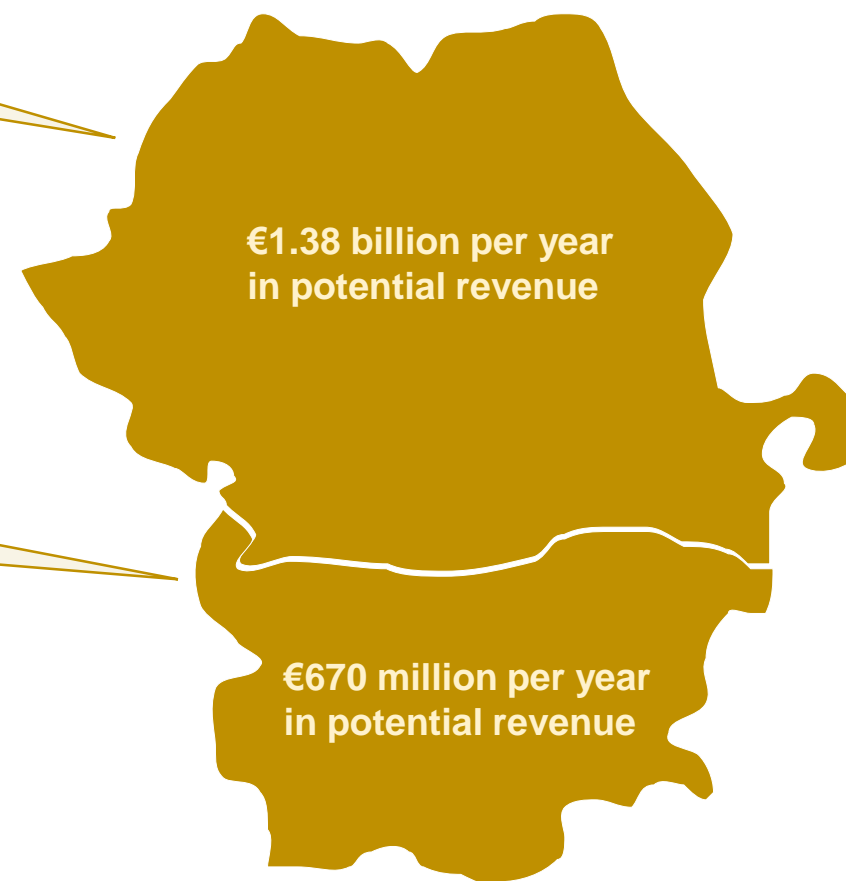 €1.38 billion per year
in potential revenue
€670 million per year
in potential revenue